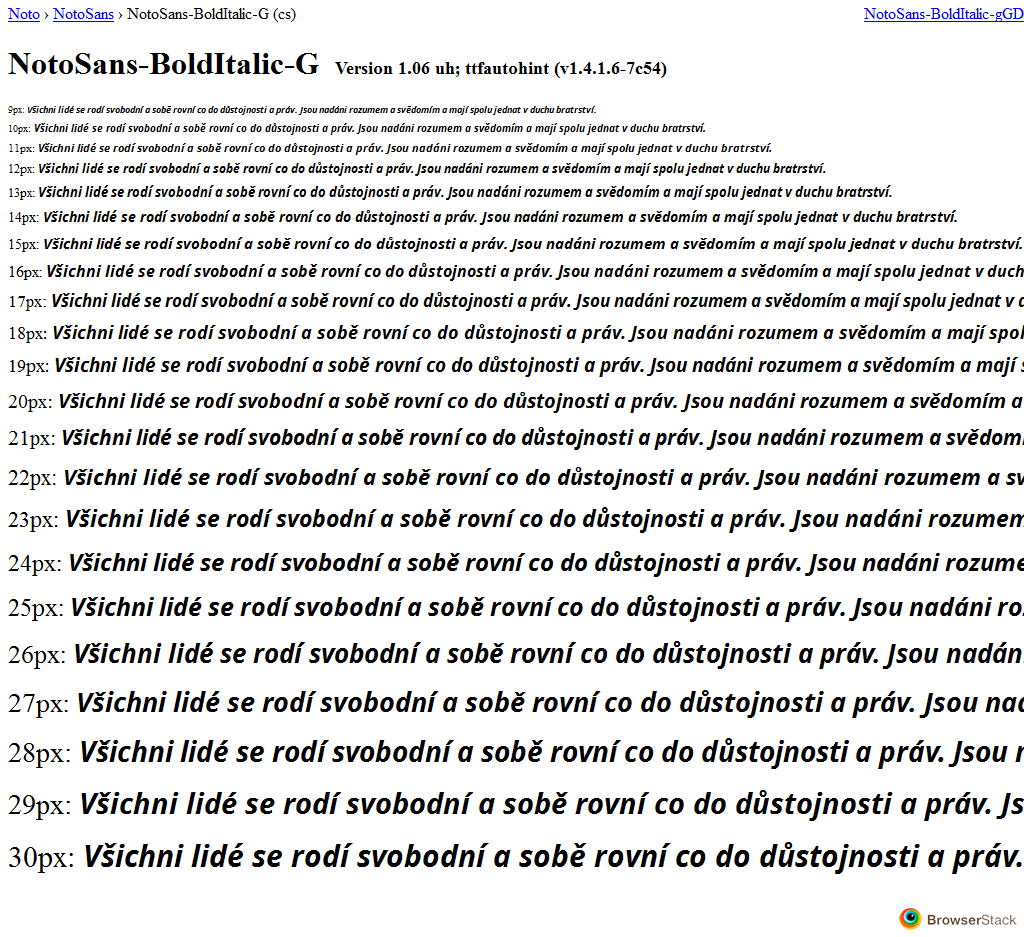 Noto › NotoSans › NotoSans-BoldItalic-G (cs) NotoSans-BoldItalic-gGD
NotoSans-BoldItalic-G Version 1.06 uh; ttfautohint (v1.4.1.6-7c54)
9px: Všichni lidé se rodí svobodní a sobě rovní co do důstojnosti a práv. Jsou nadáni rozumem a svědomím a mají spolu jednat v duchu bratrství.
10px: Všichni lidé se rodí svobodní a sobě rovní co do důstojnosti a práv. Jsou nadáni rozumem a svědomím a mají spolu jednat v duchu bratrství.
11px: Všichni lidé se rodí svobodní a sobě rovní co do důstojnosti a práv. Jsou nadáni rozumem a svědomím a mají spolu jednat v duchu bratrství.
12px: Všichni lidé se rodí svobodní a sobě rovní co do důstojnosti a práv. Jsou nadáni rozumem a svědomím a mají spolu jednat v duchu bratrství.
13px: Všichni lidé se rodí svobodní a sobě rovní co do důstojnosti a práv. Jsou nadáni rozumem a svědomím a mají spolu jednat v duchu bratrství.
14px: Všichni lidé se rodí svobodní a sobě rovní co do důstojnosti a práv. Jsou nadáni rozumem a svědomím a mají spolu jednat v duchu bratrství.
15px: Všichni lidé se rodí svobodní a sobě rovní co do důstojnosti a práv. Jsou nadáni rozumem a svědomím a mají spolu jednat v duchu bratrství.
16px: Všichni lidé se rodí svobodní a sobě rovní co do důstojnosti a práv. Jsou nadáni rozumem a svědomím a mají spolu jednat v duch
17px: Všichni lidé se rodí svobodní a sobě rovní co do důstojnosti a práv. Jsou nadáni rozumem a svědomím a mají spolu jednat v
18px: Všichni lidé se rodí svobodní a sobě rovní co do důstojnosti a práv. Jsou nadáni rozumem a svědomím a mají spol
19px: Všichni lidé se rodí svobodní a sobě rovní co do důstojnosti a práv. Jsou nadáni rozumem a svědomím a mají
20px: Všichni lidé se rodí svobodní a sobě rovní co do důstojnosti a práv. Jsou nadáni rozumem a svědomím a
21px: Všichni lidé se rodí svobodní a sobě rovní co do důstojnosti a práv. Jsou nadáni rozumem a svědom
22px: Všichni lidé se rodí svobodní a sobě rovní co do důstojnosti a práv. Jsou nadáni rozumem a sv
23px: Všichni lidé se rodí svobodní a sobě rovní co do důstojnosti a práv. Jsou nadáni rozumem
24px: Všichni lidé se rodí svobodní a sobě rovní co do důstojnosti a práv. Jsou nadáni rozume
25px: Všichni lidé se rodí svobodní a sobě rovní co do důstojnosti a práv. Jsou nadáni ro
26px: Všichni lidé se rodí svobodní a sobě rovní co do důstojnosti a práv. Jsou nadán
27px: Všichni lidé se rodí svobodní a sobě rovní co do důstojnosti a práv. Jsou nad
28px: Všichni lidé se rodí svobodní a sobě rovní co do důstojnosti a práv. Jsou
29px: Všichni lidé se rodí svobodní a sobě rovní co do důstojnosti a práv. Js
30px: Všichni lidé se rodí svobodní a sobě rovní co do důstojnosti a práv.
BrowserStack